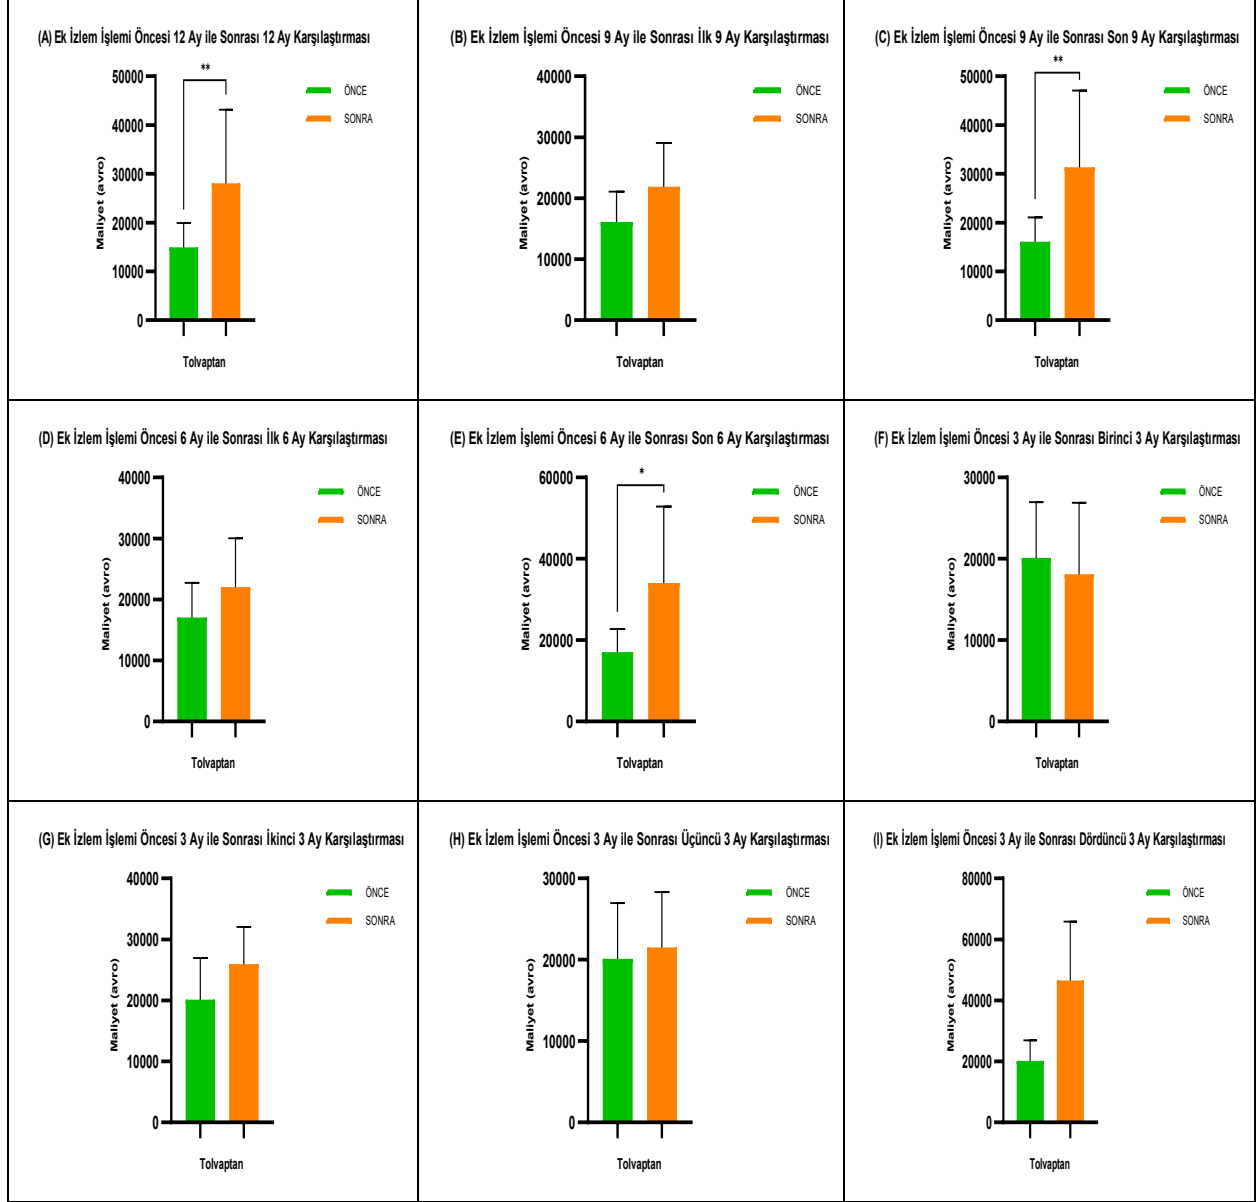 (A) Ek İzlem İşlemi Öncesi 12 Ay ile Sonrası 12 Ay Karşılaştırması
**
50000
40000
30000
20000
10000
0
Maliyet (avro)
ÖNCE
SONRA
Tolvaptan
(B) Ek İzlem İşlemi Öncesi 9 Ay ile Sonrası İlk 9 Ay Karşılaştırması
40000
30000
20000
10000
0
Maliyet (avro)
ÖNCE
SONRA
Tolvaptan
(C) Ek İzlem İşlemi Öncesi 9 Ay ile Sonrası Son 9 Ay Karşılaştırması
**
50000
40000
30000
20000
10000
0
Maliyet (avro)
ÖNCE
SONRA
Tolvaptan
(D) Ek İzlem İşlemi Öncesi 6 Ay ile Sonrası İlk 6 Ay Karşılaştırması
40000
30000
20000
10000
0
Maliyet (avro)
ÖNCE
SONRA
Tolvaptan
(E) Ek İzlem İşlemi Öncesi 6 Ay ile Sonrası Son 6 Ay Karşılaştırması
*
60000
40000
20000
0
Maliyet (avro)
ÖNCE
SONRA
Tolvaptan
(F) Ek İzlem İşlemi Öncesi 3 Ay ile Sonrası Birinci 3 Ay Karşılaştırması
30000
20000
10000
0
Maliyet (avro)
ÖNCE
SONRA
Tolvaptan
(G) Ek İzlem İşlemi Öncesi 3 Ay ile Sonrası İkinci 3 Ay Karşılaştırması
40000
30000
20000
10000
0
Maliyet (avro)
ÖNCE
SONRA
Tolvaptan
(H) Ek İzlem İşlemi Öncesi 3 Ay ile Sonrası Üçüncü 3 Ay Karşılaştırması
30000
20000
10000
0
Maliyet (avro)
ÖNCE
SONRA
Tolvaptan
(I) Ek İzlem İşlemi Öncesi 3 Ay ile Sonrası Dördüncü 3 Ay Karşılaştırması
80000
60000
40000
20000
0
Maliyet (avro)
ÖNCE
SONRA
Tolvaptan